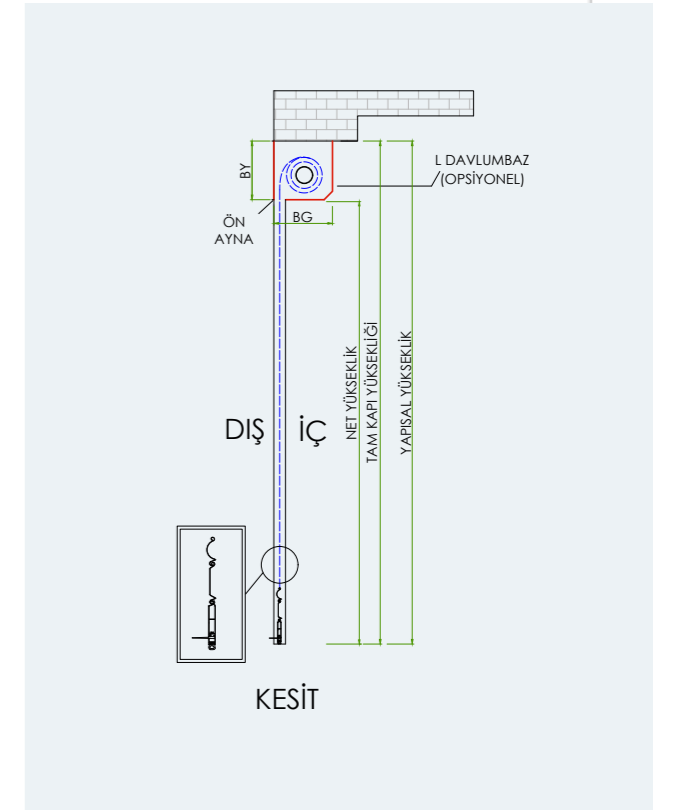 BY
L DAVLUMBAZ
(OPSİYONEL)
ÖN
AYNA
BG
NET YÜKSEKLİK
TAM KAPI YÜKSEKLİĞİ
YAPISAL YÜKSEKLİK
DIŞ
İÇ
KESİT